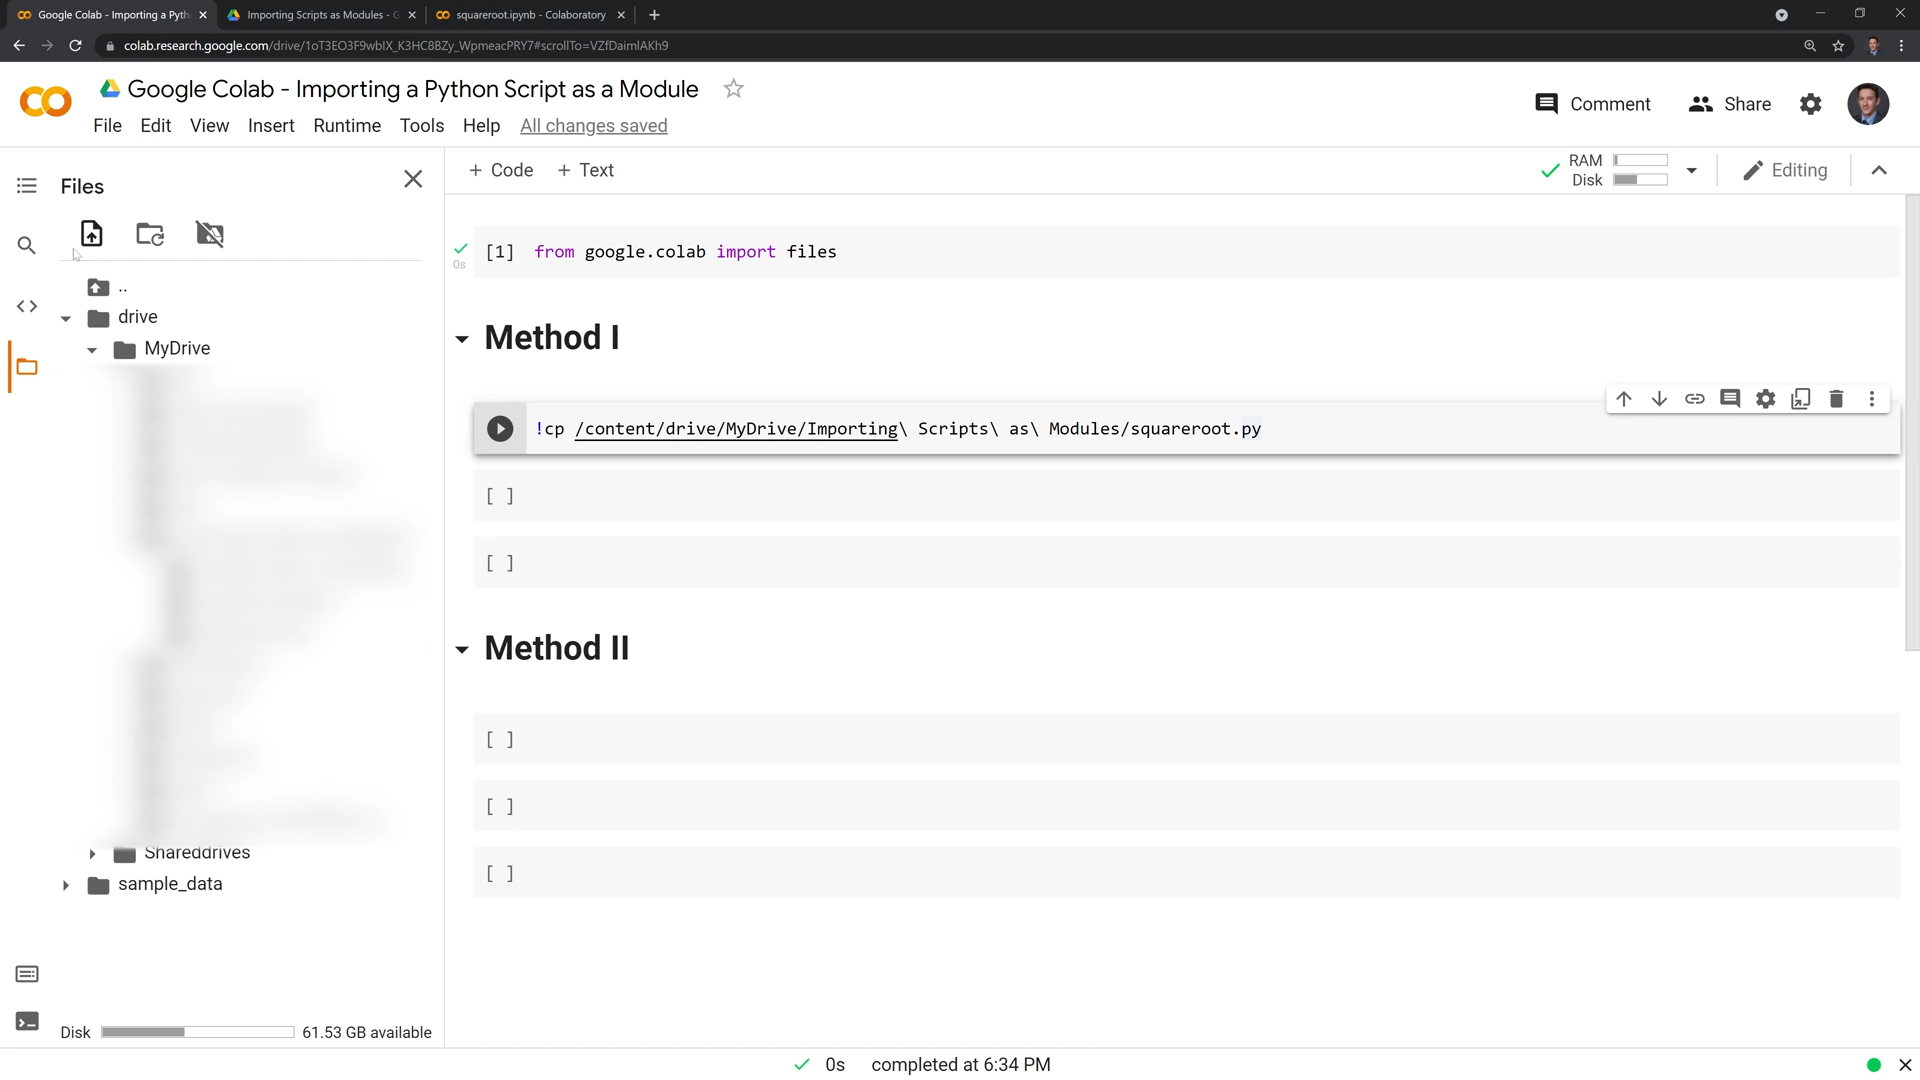 Google Colab - Importing a Pyth
Importing Scripts as Modules - G
squareroot.ipynb - Colaboratory
colab.research.google.com/drive/1oT3EO3F9wbIX_K3HC8BZy_WpmeacPRY7#scrollTo=VZfDaimlAKh9
Google Colab - Importing a Python Script as a Module
Comment
Share
File Edit View Insert Runtime Tools Help All changes saved
Files
+ Code + Text
RAM
Disk
Editing
[1] from google.colab import files
0s
..
drive
MyDrive
Method I
!cp /content/drive/MyDrive/Importing\ Scripts\ as\ Modules/squareroot.py
[ ]
[ ]
Method II
[ ]
[ ]
[ ]
Shareddrives
sample_data
Disk 61.53 GB available
0s completed at 6:34 PM